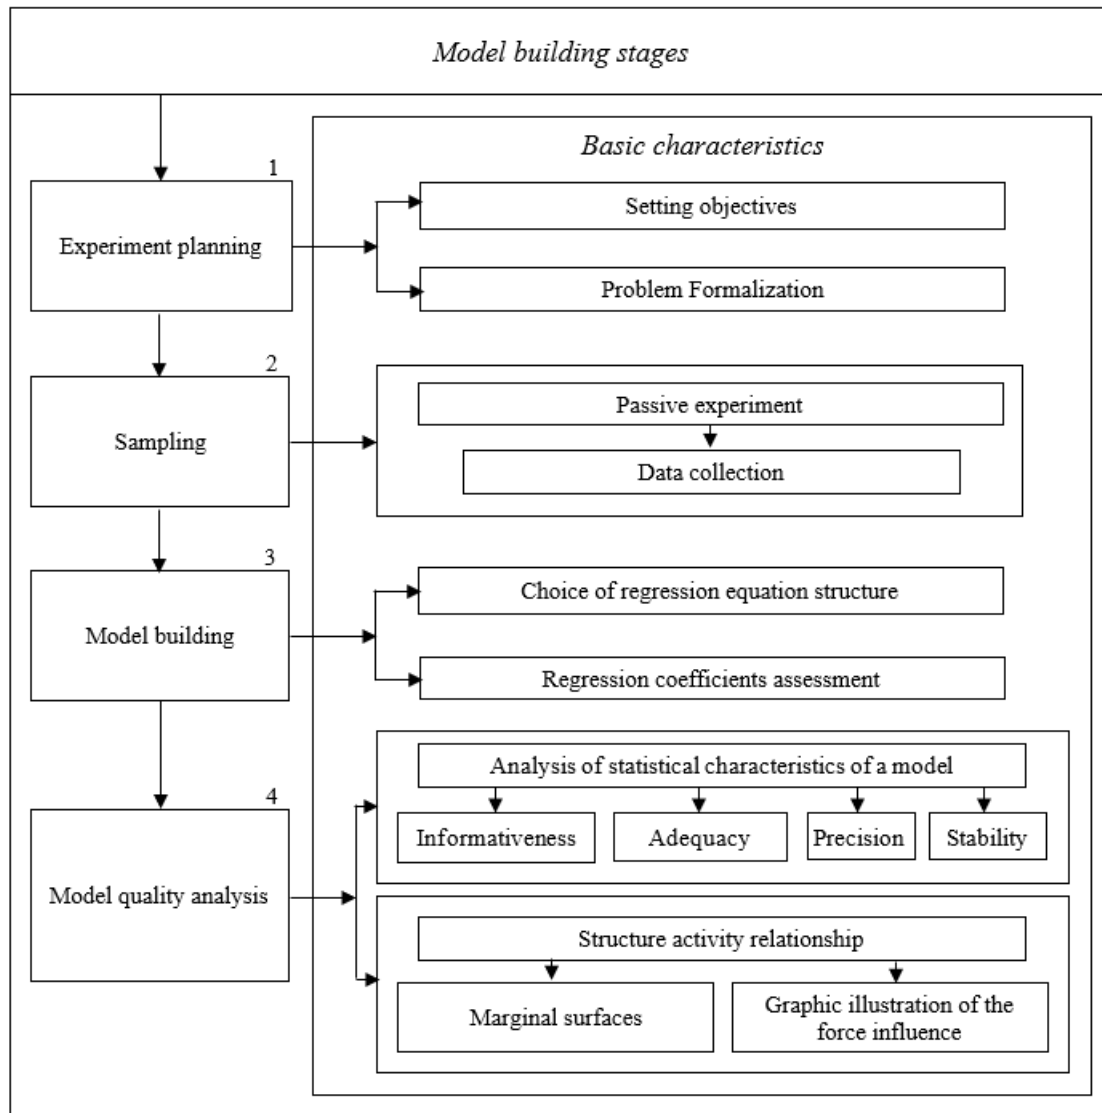 Model building stages
Basic characteristics
1
Experiment planning
Setting objectives
Problem Formalization
2
Sampling
Passive experiment
Data collection
3
Model building
Choice of regression equation structure
Regression coefficients assessment
4
Model quality analysis
Analysis of statistical characteristics of a model
Informativeness
Adequacy
Precision
Stability
Structure activity relationship
Marginal surfaces
Graphic illustration of the
force influence